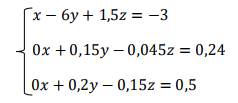 x − 6y + 1,5z = −3
0x + 0,15y − 0,045z = 0,24
0x + 0,2y − 0,15z = 0,5